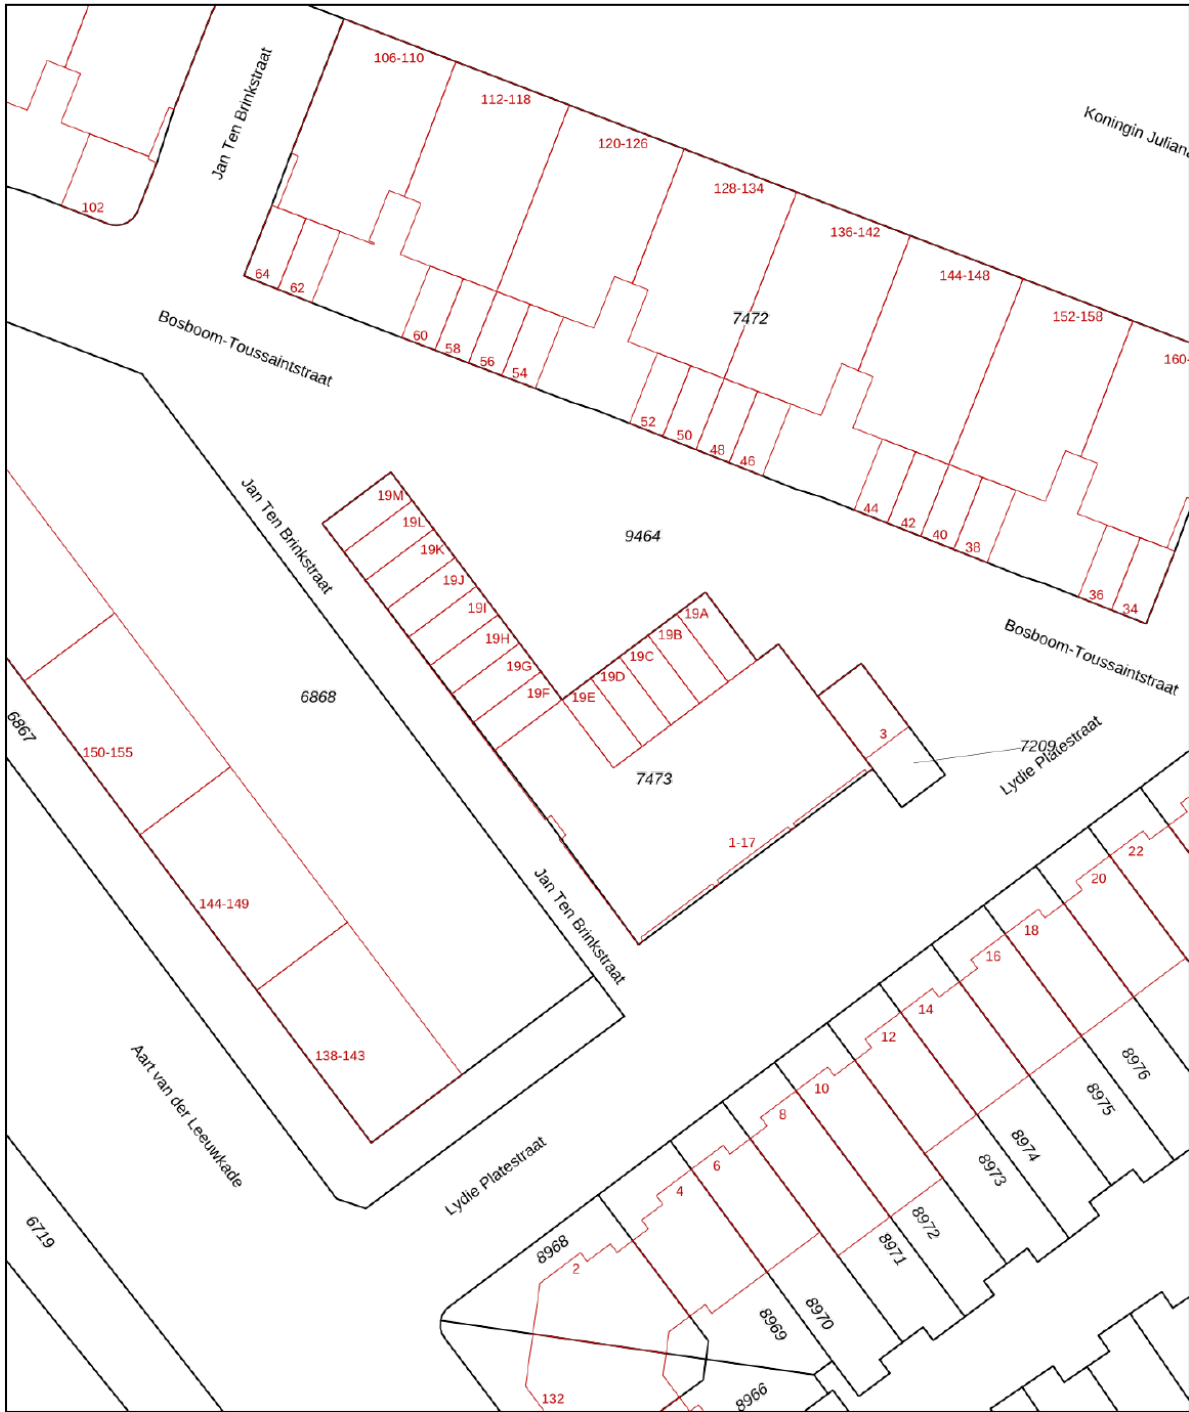 106-110
112-118
Jan Ten Brinkstraat
Koningin Juliana
120-126
128-134
102
136-142
64
62
144-148
7472
152-158
60
58
56
54
Bosboom-Toussaintstraat
160-
52
50
48
46
19M
44
42
40
38
19L
Jan Ten Brinkstraat
9464
19K
19J
36
34
19I
19A
19H
19B
Bosboom-Toussaintstraat
19G
19C
19D
19F
19E
6868
6867
3
7209
150-155
Lydie Platestraat
7473
1-17
22
20
144-149
Jan Ten Brinkstraat
18
16
14
12
138-143
8976
10
8975
Aart van der Leeuwkade
8
8974
6
8973
Lydie Platestraat
4
8972
6719
8968
8971
2
8970
8969
132
8966